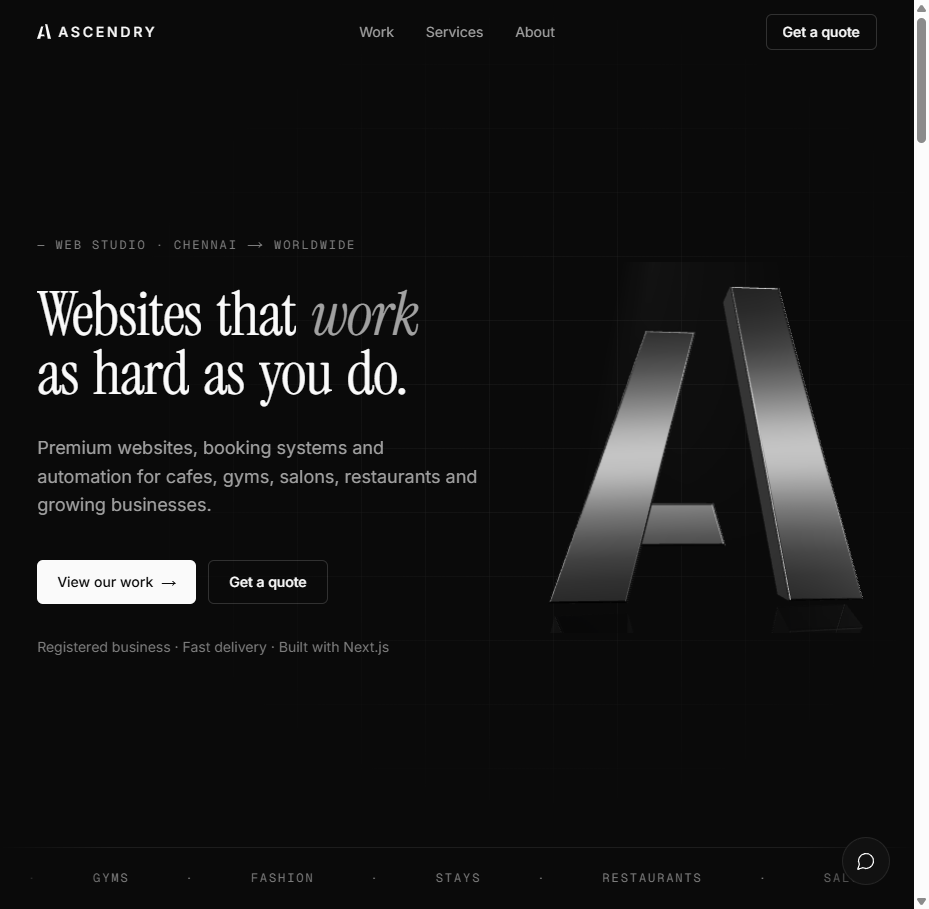 ASCENDRY
Work Services About
Get a quote
— WEB STUDIO · CHENNAI → WORLDWIDE
Websites that work
as hard as you do.
Premium websites, booking systems and
automation for cafes, gyms, salons, restaurants and
growing businesses.
View our work →
Get a quote
Registered business · Fast delivery · Built with Next.js
· GYMS · FASHION · STAYS · RESTAURANTS ·